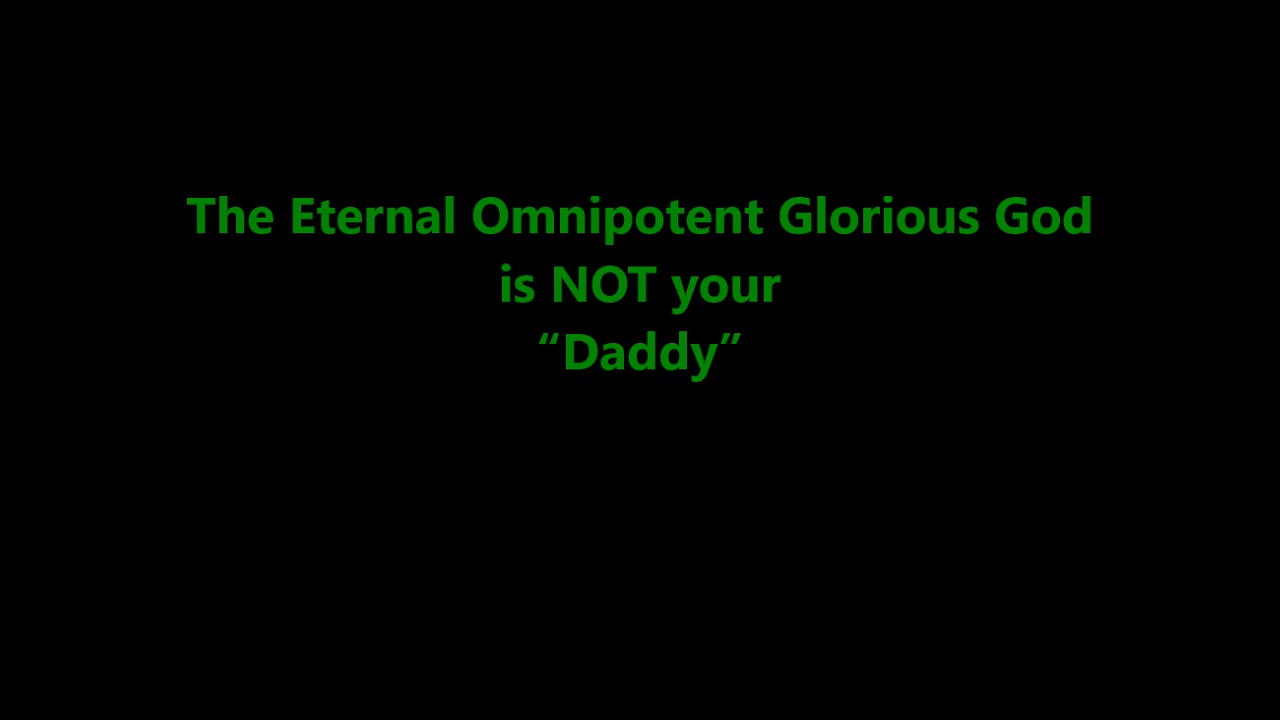 The Eternal Omnipotent Glorious God
is NOT your
“Daddy”